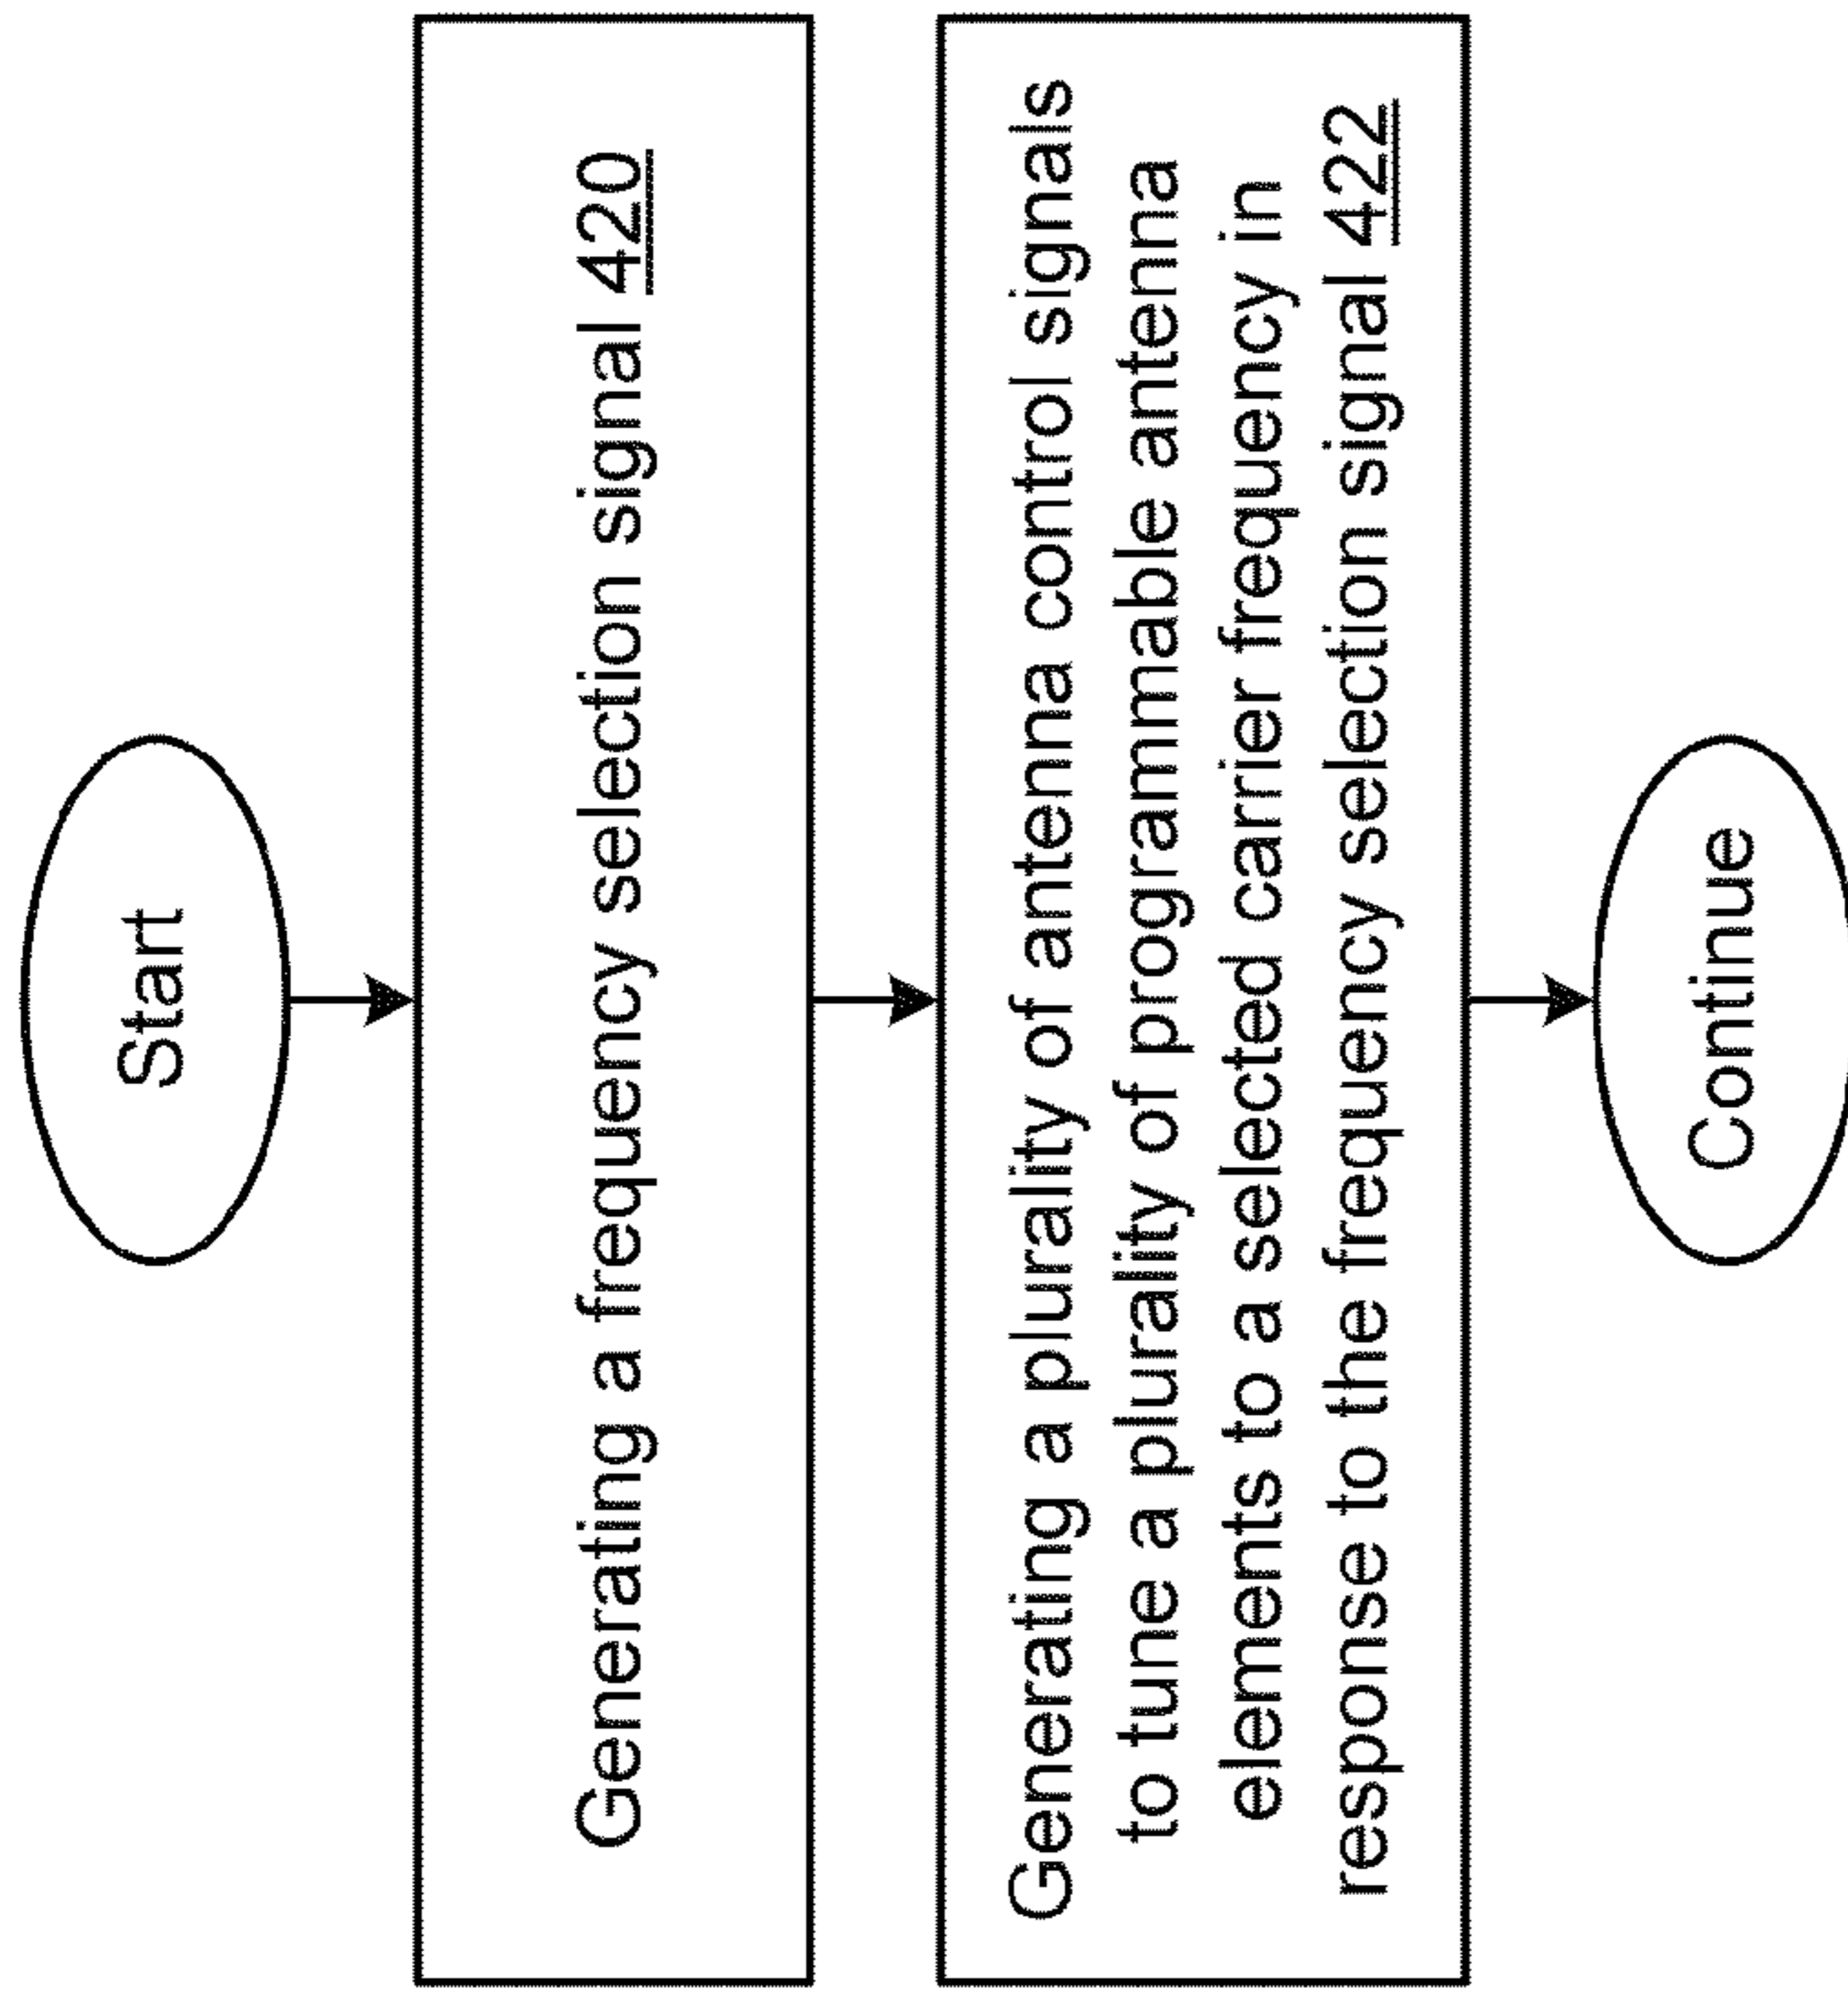 Start
Generating a frequency selection signal 420
Generating a plurality of antenna control signals
to tune a plurality of programmable antenna
elements to a selected carrier frequency in
response to the frequency selection signal 422
Continue